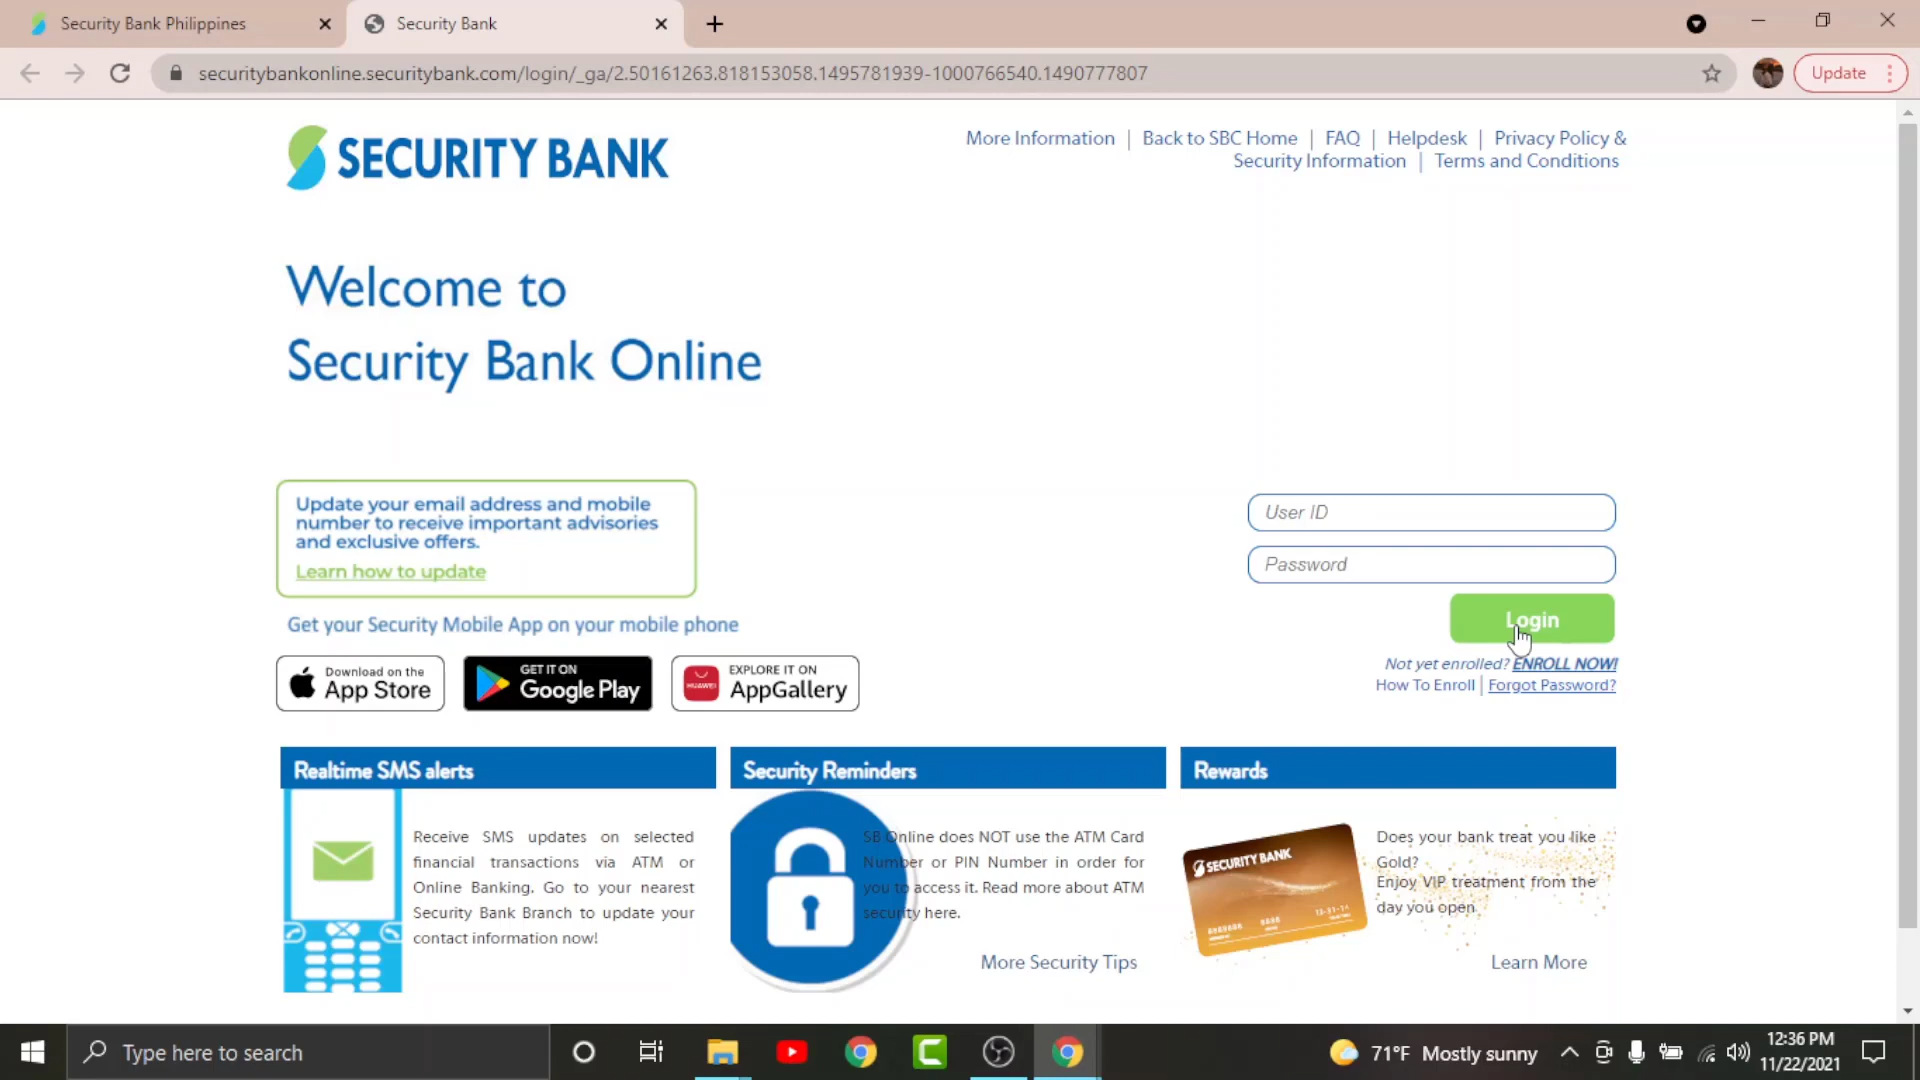 Security Bank Philippines
Security Bank
securitybankonline.securitybank.com/login/_ga/2.50161263.818153058.1495781939-1000766540.1490777807
Update
SECURITY BANK
More Information | Back to SBC Home | FAQ | Helpdesk | Privacy Policy &
Security Information | Terms and Conditions
Welcome to
Security Bank Online
Update your email address and mobile
number to receive important advisories
and exclusive offers.
Learn how to update
User ID
Password
Login
Not yet enrolled? ENROLL NOW!
How To Enroll | Forgot Password?
Get your Security Mobile App on your mobile phone
Download on the
App Store
GET IT ON
Google Play
HUAWEI
EXPLORE IT ON
AppGallery
Realtime SMS alerts
Receive SMS updates on selected
financial transactions via ATM or
Online Banking. Go to your nearest
Security Bank Branch to update your
contact information now!
Security Reminders
SB Online does NOT use the ATM Card
Number or PIN Number in order for
you to access it. Read more about ATM
security here.
More Security Tips
Rewards
SECURITY BANK
Does your bank treat you like
Gold?
Enjoy VIP treatment from the
day you open.
Learn More
Type here to search
71°F Mostly sunny
12:36 PM
11/22/2021